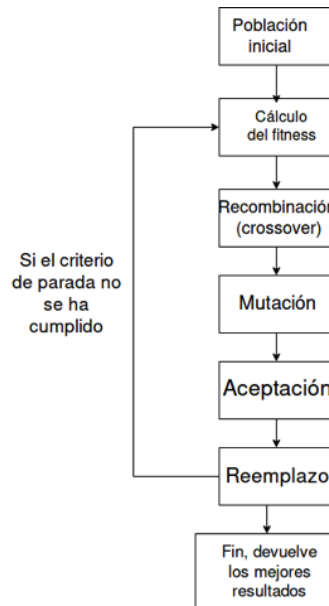 Población
inicial
Cálculo
del fitness
Recombinación
(crossover)
Si el criterio
de parada no
se ha
cumplido
Mutación
Aceptación
Reemplazo
Fin, devuelve
los mejores
resultados